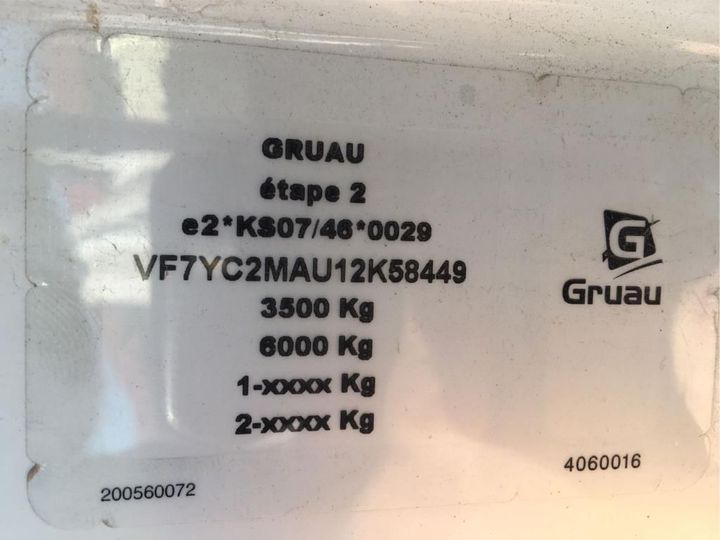 GRUAU
étape 2
e2*KS07/46*0029
VF7YC2MAU12K58449
3500 Kg
6000 Kg
1-xxxx Kg
2-xxxx Kg
G
Gruau
4060016
200560072